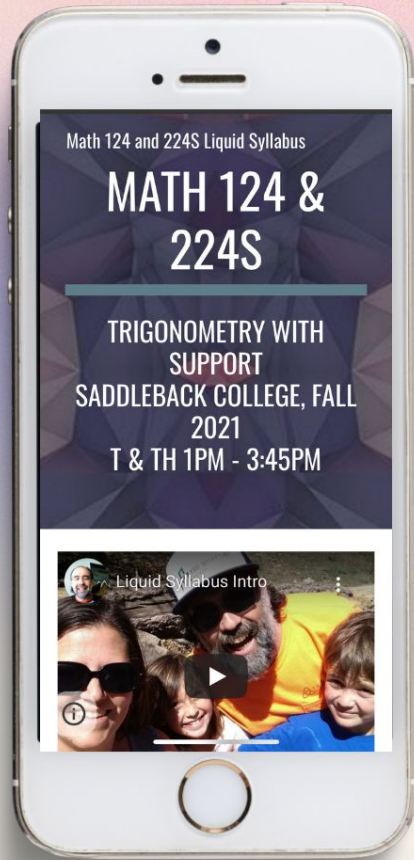 Math 124 and 224S Liquid Syllabus
MATH 124 &
224S
TRIGONOMETRY WITH
SUPPORT
SADDLEBACK COLLEGE, FALL
2021
T & TH 1PM - 3:45PM
Liquid Syllabus Intro